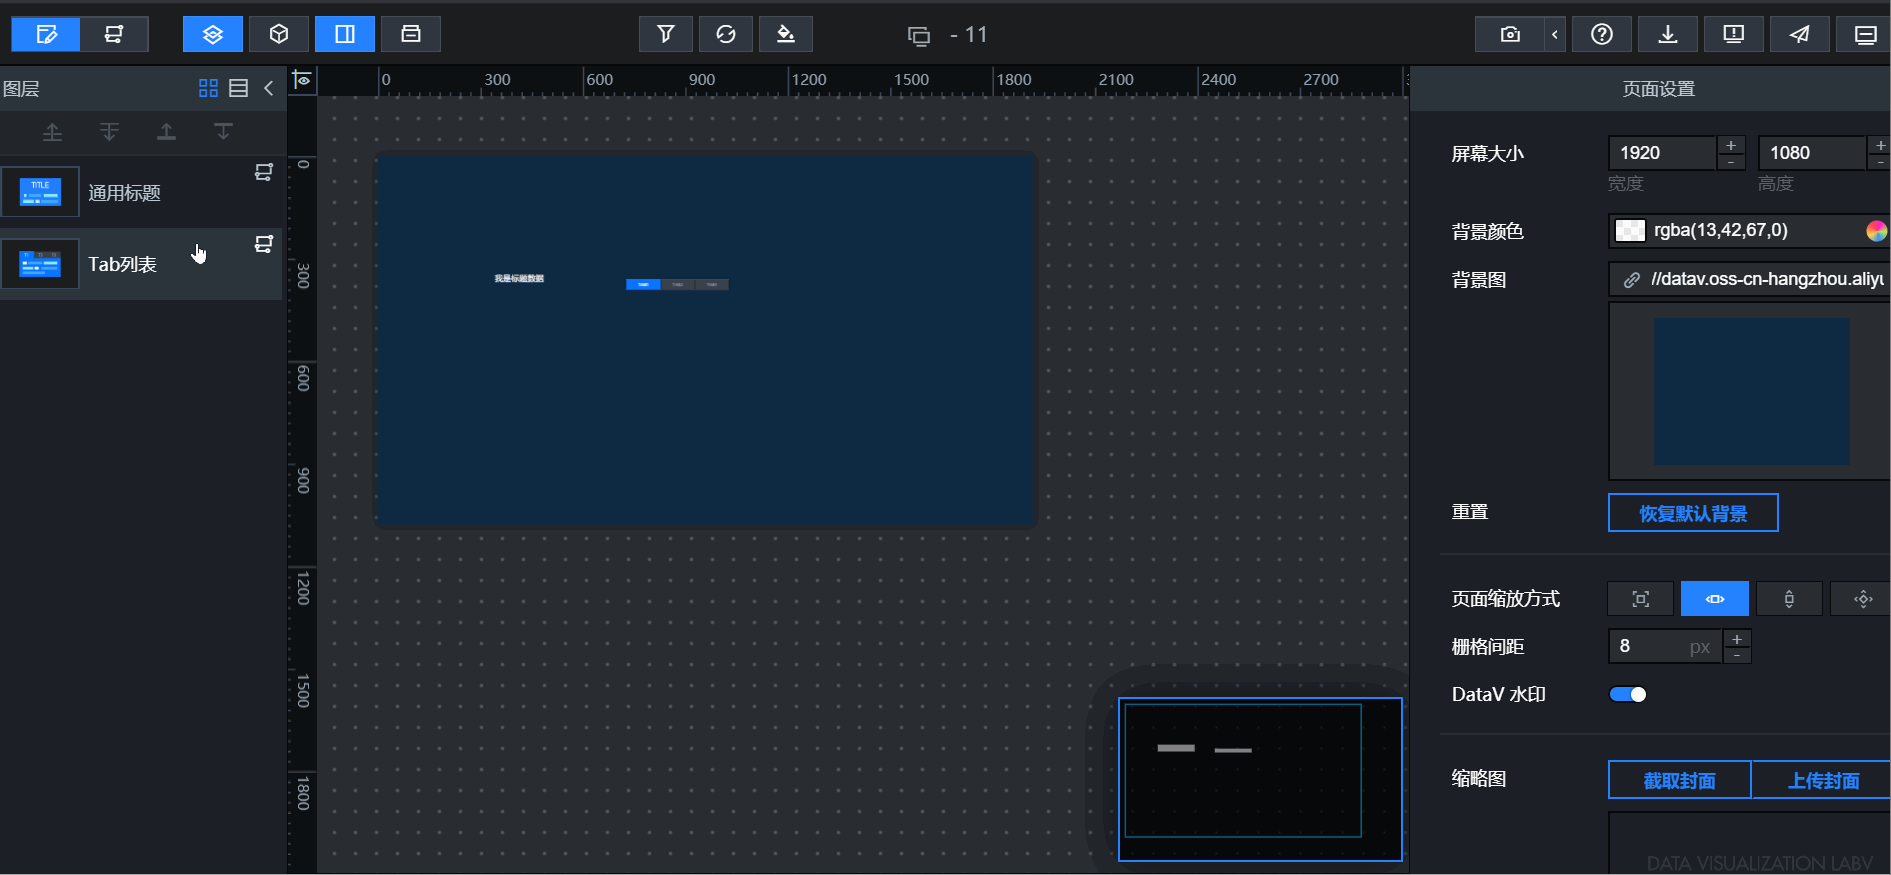 - 11
图层
0 300 600 900 1200 1500 1800 2100 2400 2700
页面设置
TITLE
通用标题
Tab列表
0
300
600
900
1200
1500
1800
我是标题数据
屏幕大小
1920
+
-
1080
+
-
宽度
高度
背景颜色
rgba(13,42,67,0)
背景图
//datav.oss-cn-hangzhou.aliyu
重置
恢复默认背景
页面缩放方式
栅格间距
8
px
+
-
DataV 水印
缩略图
截取封面
上传封面
DATA VISUALIZATION LABV